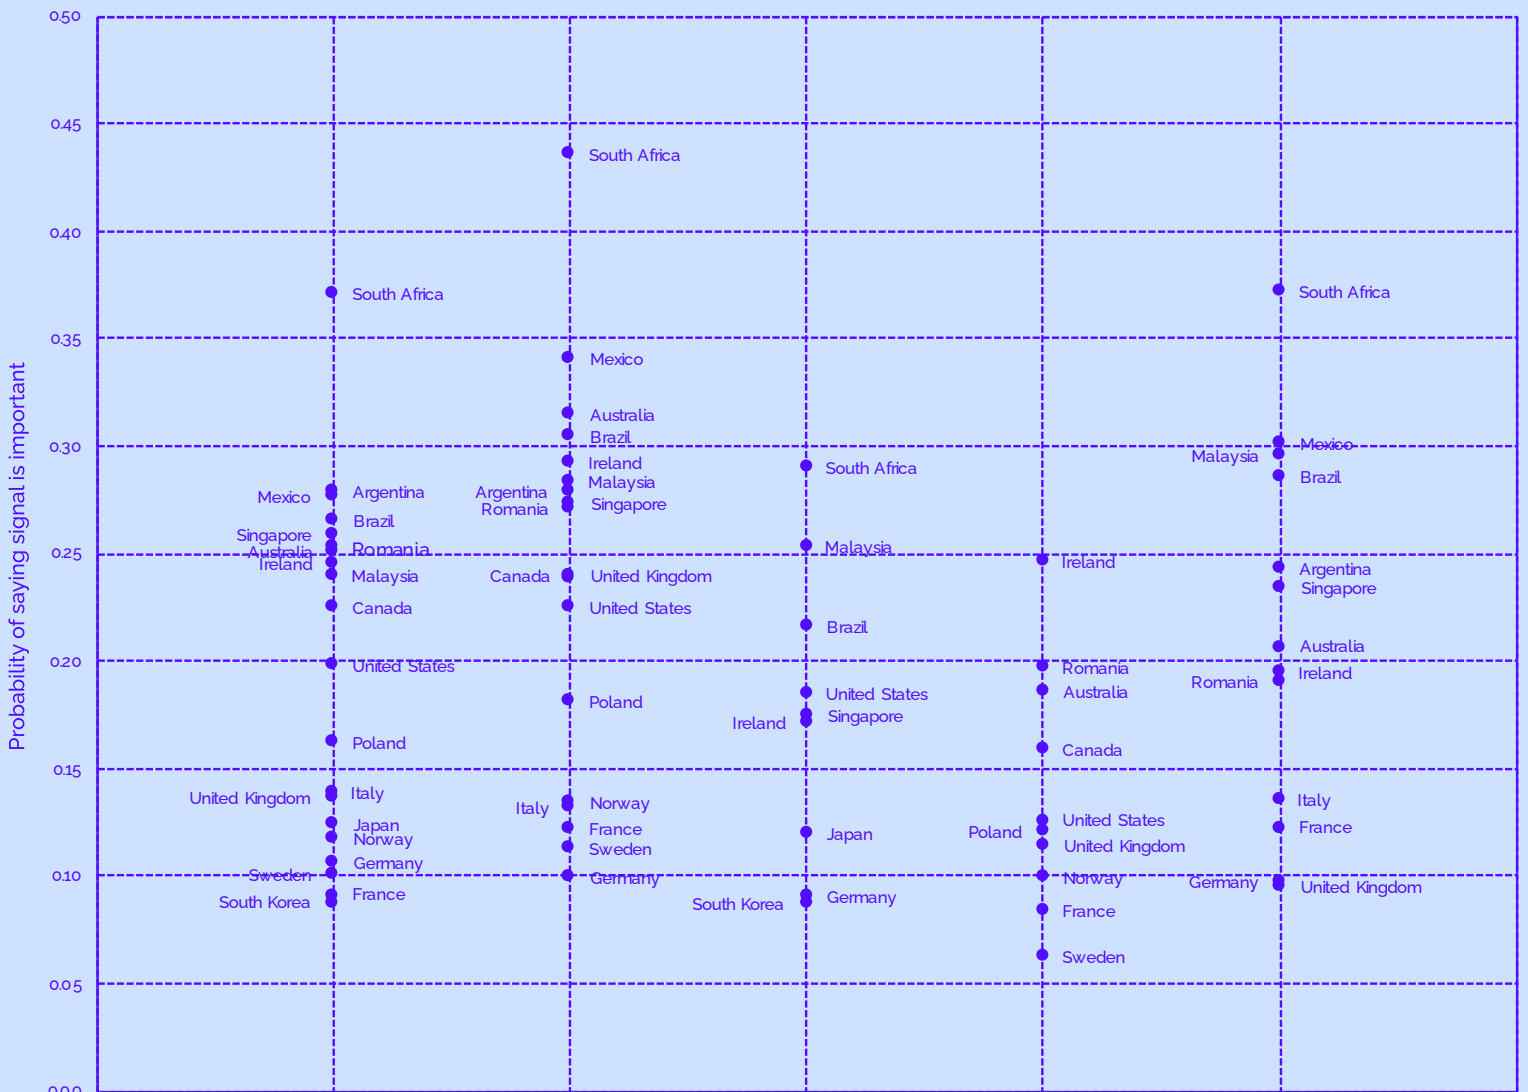 0.50
0.45
South Africa
0.40
South Africa
South Africa
0.35
Mexico
Australia
Brazil
0.30
Mexico
Malaysia
Ireland
South Africa
Brazil
Malaysia
Mexico
Argentina
Argentina
Singapore
Romania
Brazil
Singapore
Australia
Romania
Malaysia
0.25
Ireland
Ireland
Argentina
Malaysia
Canada
United Kingdom
Singapore
Canada
United States
Brazil
Australia
0.20
United States
Romania
Ireland
Romania
Australia
United States
Poland
Singapore
Ireland
Poland
Canada
0.15
Italy
United Kingdom
Norway
Italy
Italy
Japan
Norway
France
Japan
United States
Poland
France
Sweden
United Kingdom
Germany
Sweden
Germany
Norway
Germany
United Kingdom
0.10
France
South Korea
Germany
South Korea
France
Sweden
0.05
0.00
Probability of saying signal is important